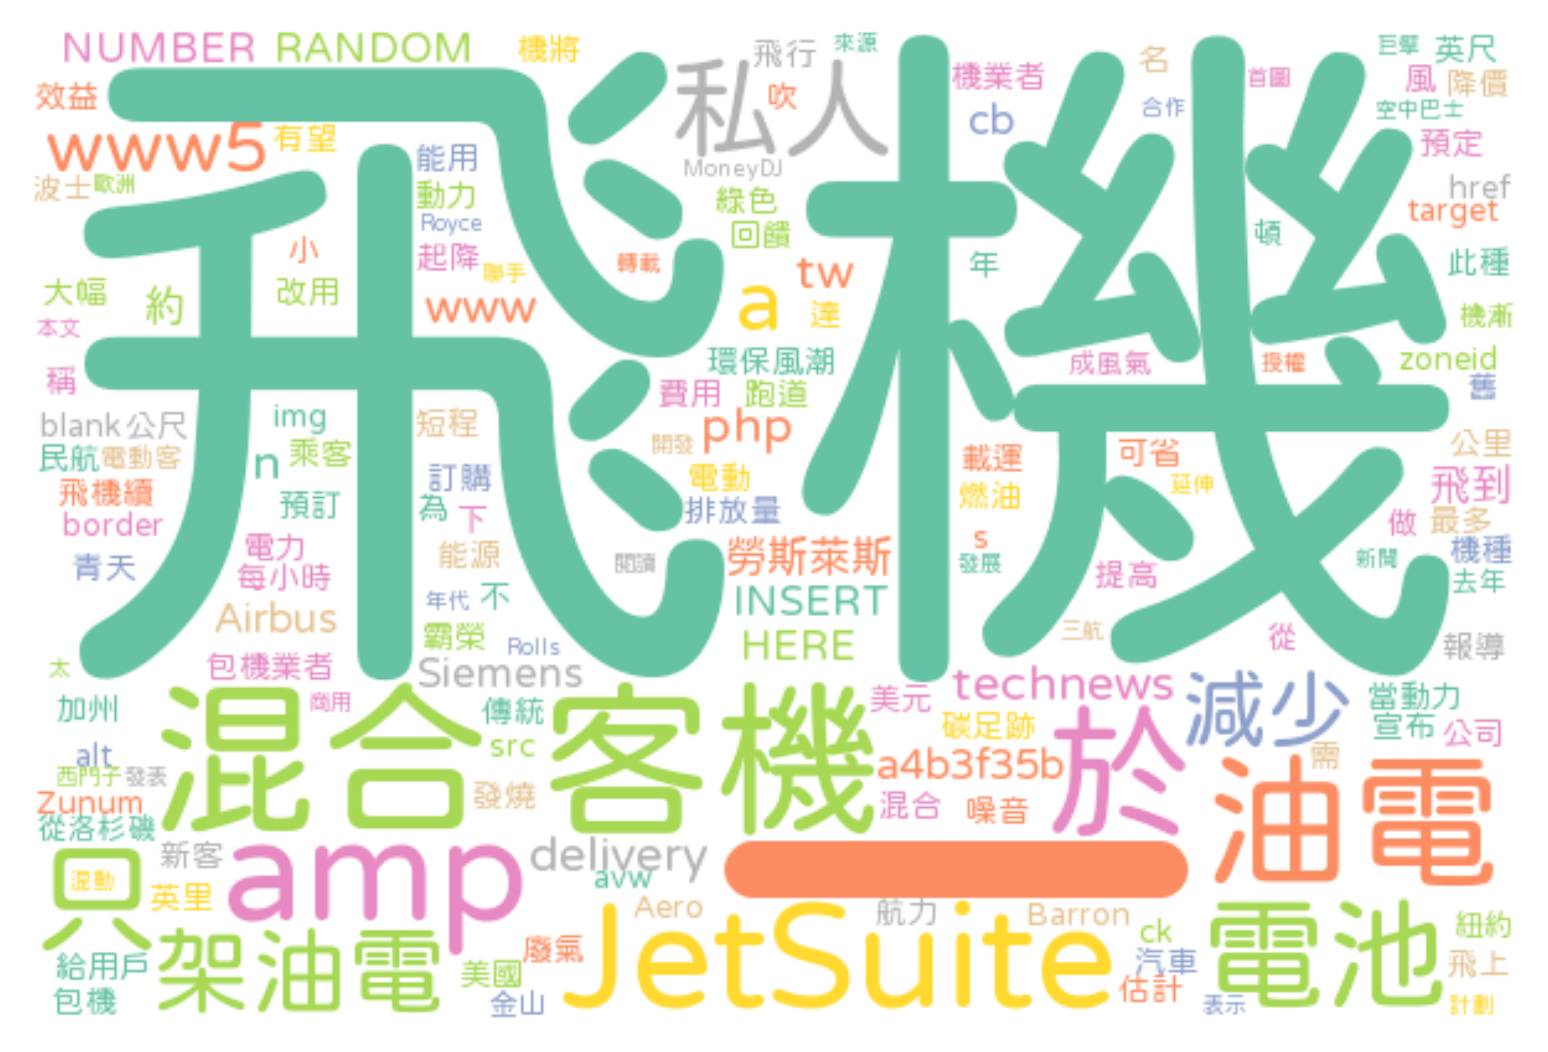 NUMBER RANDOM 機將 飛行 來源 巨擘 英尺
效益 私人 吹 機業者 名 首圖 風 降價
www5 有望 cb 合作 空中巴士
飛機
能用 MoneyDJ 預定
波士 歐洲 動力 綠色 href
Royce 回饋 target
小 起降 聯手 轉載 tw 年 頓 此種
大幅 約 改用 www a 達 機漸
本文 環保風潮 成風氣 授權 zoneid
稱 費用 跑道 舊
blank 公尺 img 短程 php 公里
民航 電動客 n 乘客 開發 載運 可省
飛機續 訂購 電動 燃油 延伸 飛到
border 預訂 為 下 排放量 做 最多
青天 電力 能源 閱讀 勞斯萊斯 s 發展 新聞 機種
每小時 年代 不 INSERT 提高 去年
Airbus 霸榮 Rolls HERE 三航 從 報導
太 包機業者 Siemens technews 減少 當動力
加州 商用 傳統 美元 宣布 公司
混合客機 於
alt src 碳足跡 需
西門子 發表 a4b3f35b 油電
Zunum 發燒 混合 噪音
從洛杉磯 新客 delivery 一
只 混動 英里 amp avw
Aero 航力 Barron 紐約
架油電 JetSuite ck 電池
給用戶 美國 廢氣 汽車 飛上
包機 金山 估計 表示 計劃